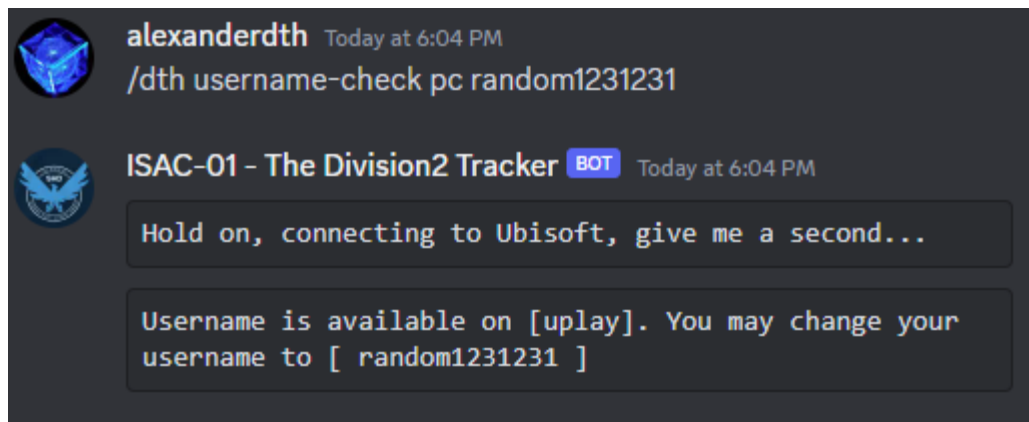 alexanderdth Today at 6:04 PM
/dth username-check pc random1231231
ISAC-01 - The Division2 Tracker BOT Today at 6:04 PM
Hold on, connecting to Ubisoft, give me a second...
Username is available on [uplay]. You may change your
username to [ random1231231 ]